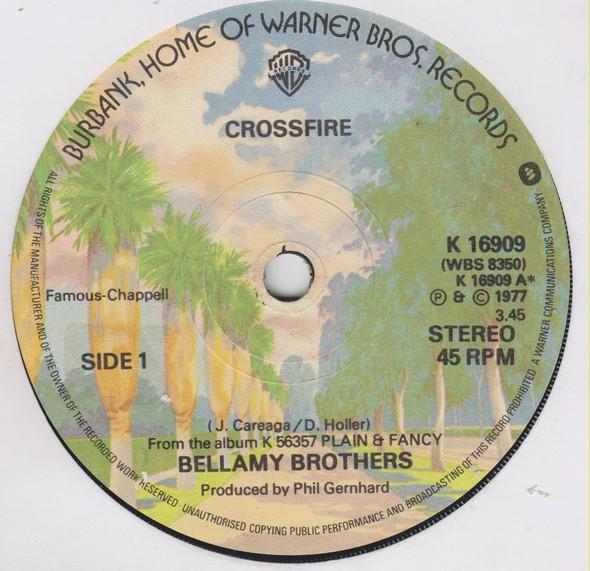 BURBANK, HOME OF WARNER BROS. RECORDS
RECORDS
CROSSFIRE
K 16909
(WBS 8350)
K 16909 A*
Ⓟ & © 1977
3.45
STEREO
45 RPM
Famous-Chappell
SIDE 1
( J. Careaga / D. Holler)
From the album K 56357 PLAIN & FANCY
BELLAMY BROTHERS
Produced by Phil Gernhard
ALL RIGHTS OF THE MANUFACTURER AND OF THE OWNER OF THE RECORDED WORK RESERVED · UNAUTHORISED COPYING PUBLIC PERFORMANCE AND BROADCASTING OF THIS RECORD PROHIBITED · A WARNER COMMUNICATIONS COMPANY